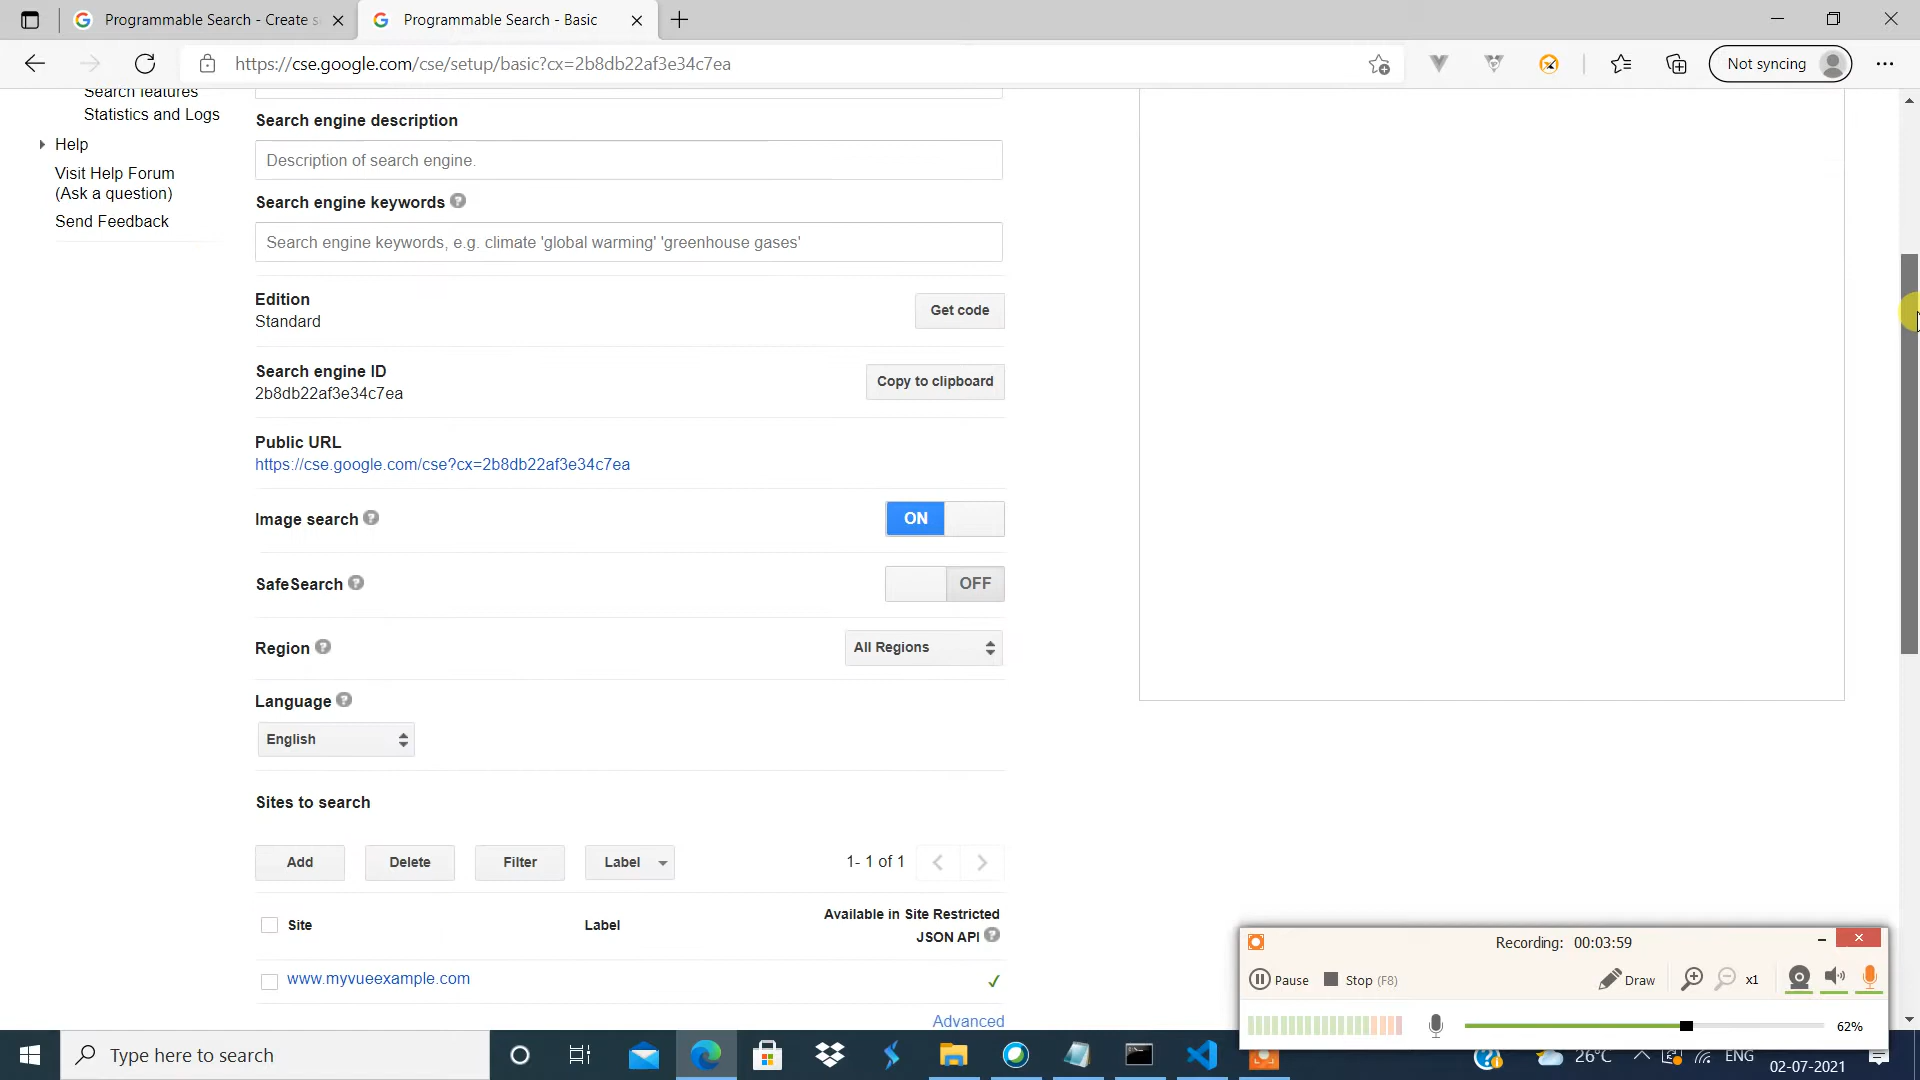 Programmable Search - Create s
Programmable Search - Basic
https://cse.google.com/cse/setup/basic?cx=2b8db22af3e34c7ea
Not syncing
Search features
Statistics and Logs
Help
Visit Help Forum
(Ask a question)
Send Feedback
Search engine description
Description of search engine.
Search engine keywords
Search engine keywords, e.g. climate 'global warming' 'greenhouse gases'
Edition
Standard
Get code
Search engine ID
2b8db22af3e34c7ea
Copy to clipboard
Public URL
https://cse.google.com/cse?cx=2b8db22af3e34c7ea
Image search
ON
SafeSearch
OFF
Region
All Regions
Language
English
Sites to search
Add
Delete
Filter
Label
1- 1 of 1
Site
Label
Available in Site Restricted
JSON API
www.myvueexample.com
Advanced
Recording: 00:03:59
Pause
Stop (F8)
Draw
x1
62%
Type here to search
26°C
ENG
02-07-2021